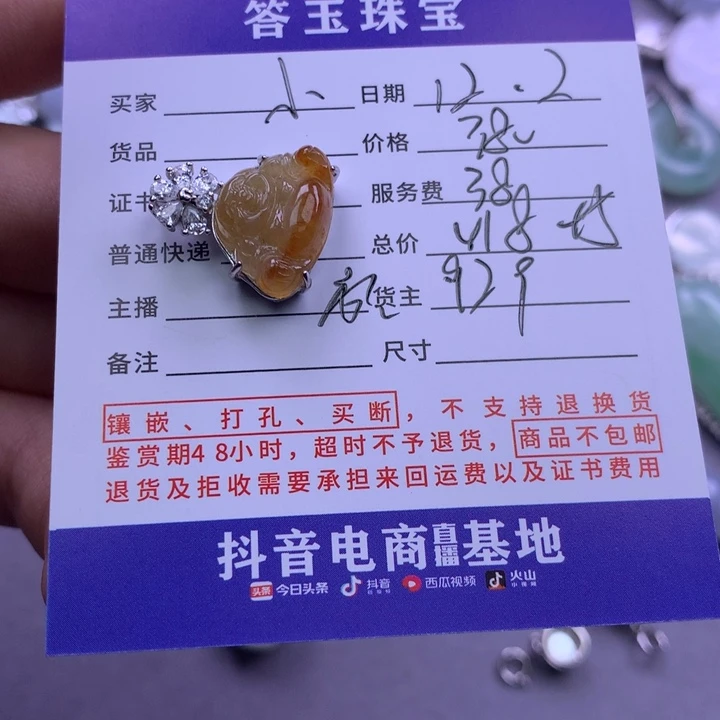 答玉珠宝
买家 小 日期 12.2
货品 价格 380
证书 服务费 38
普通快递 总价 418
主播 货主 929
备注 尺寸
镶嵌、打孔、买断，不支持退换货
鉴赏期4 8小时，超时不予退货，商品不包邮
退货及拒收需要承担来回运费以及证书费用
抖音电商直播基地
头条 今日头条 抖音 西瓜视频 火山